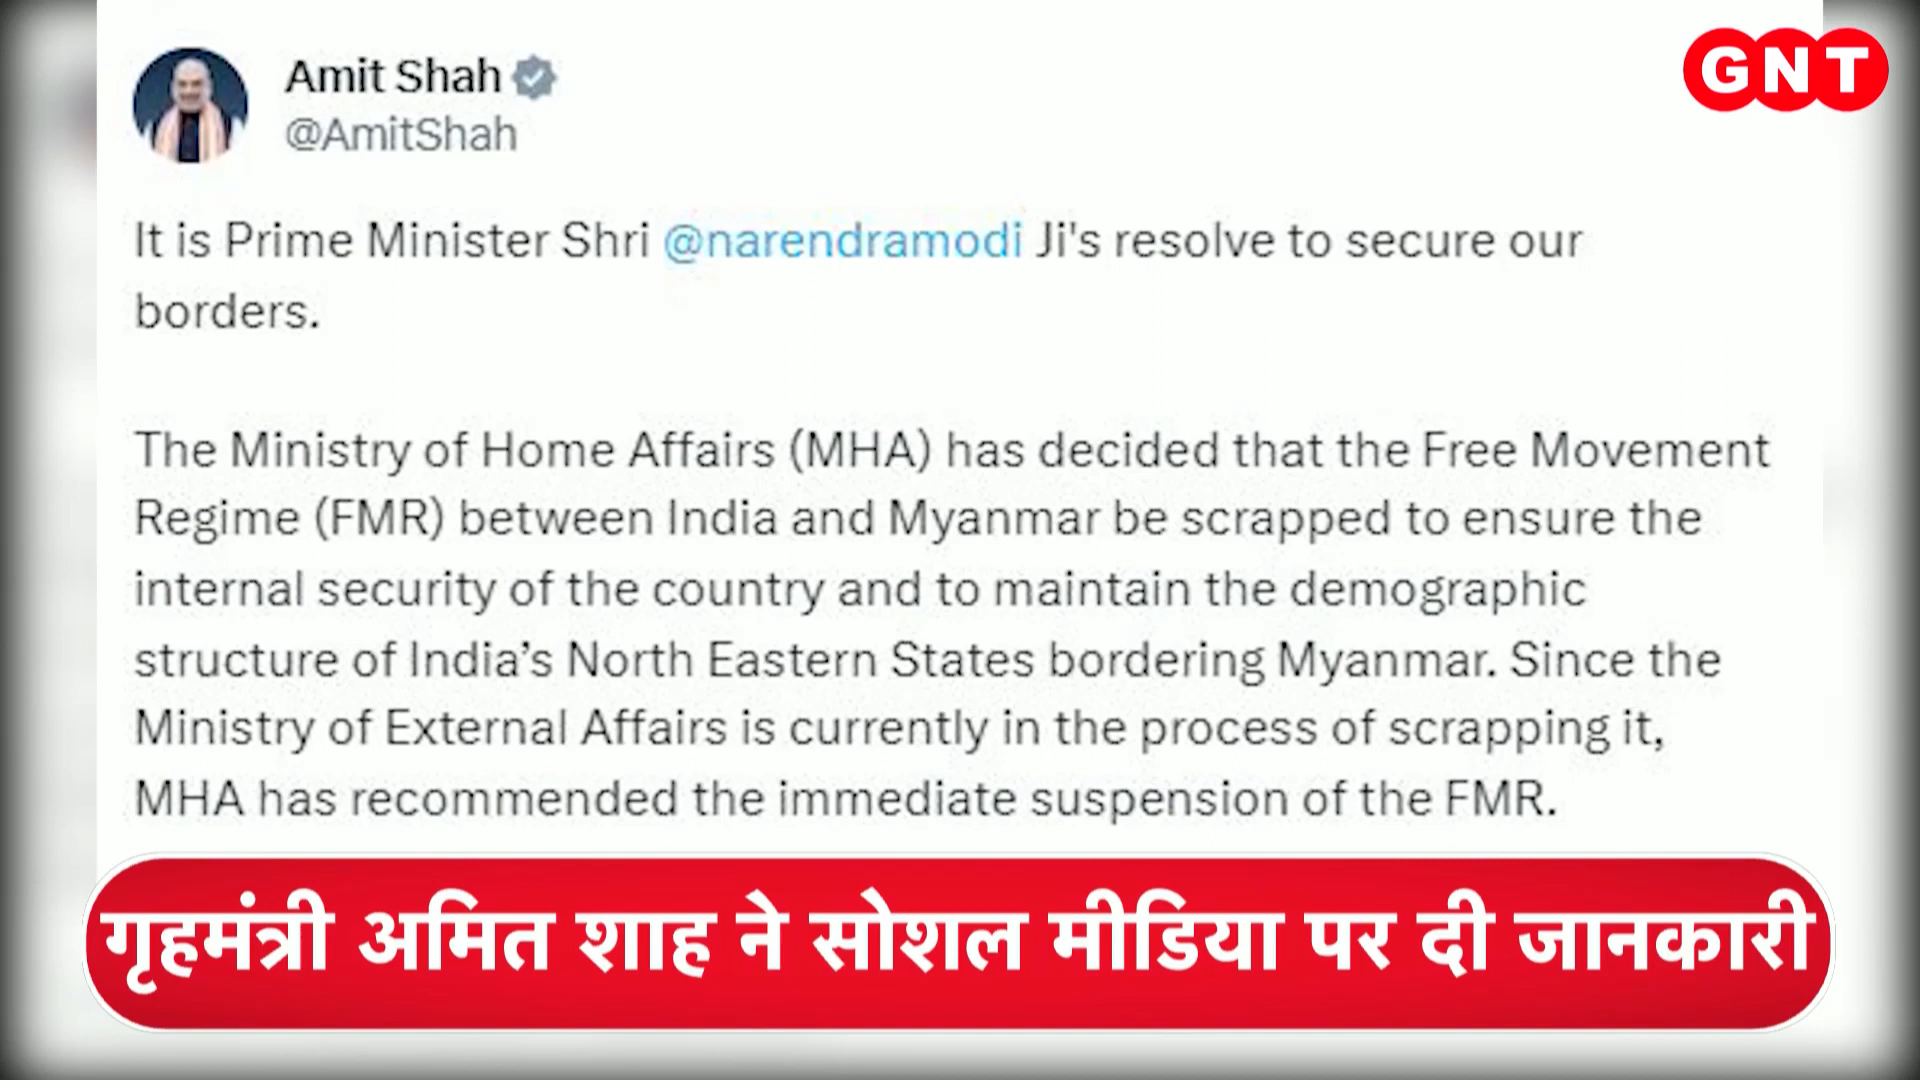 GNT
Amit Shah
@AmitShah
It is Prime Minister Shri @narendramodi Ji's resolve to secure our
borders.
The Ministry of Home Affairs (MHA) has decided that the Free Movement
Regime (FMR) between India and Myanmar be scrapped to ensure the
internal security of the country and to maintain the demographic
structure of India’s North Eastern States bordering Myanmar. Since the
Ministry of External Affairs is currently in the process of scrapping it,
MHA has recommended the immediate suspension of the FMR.
गृहमंत्री अमित शाह ने सोशल मीडिया पर दी जानकारी